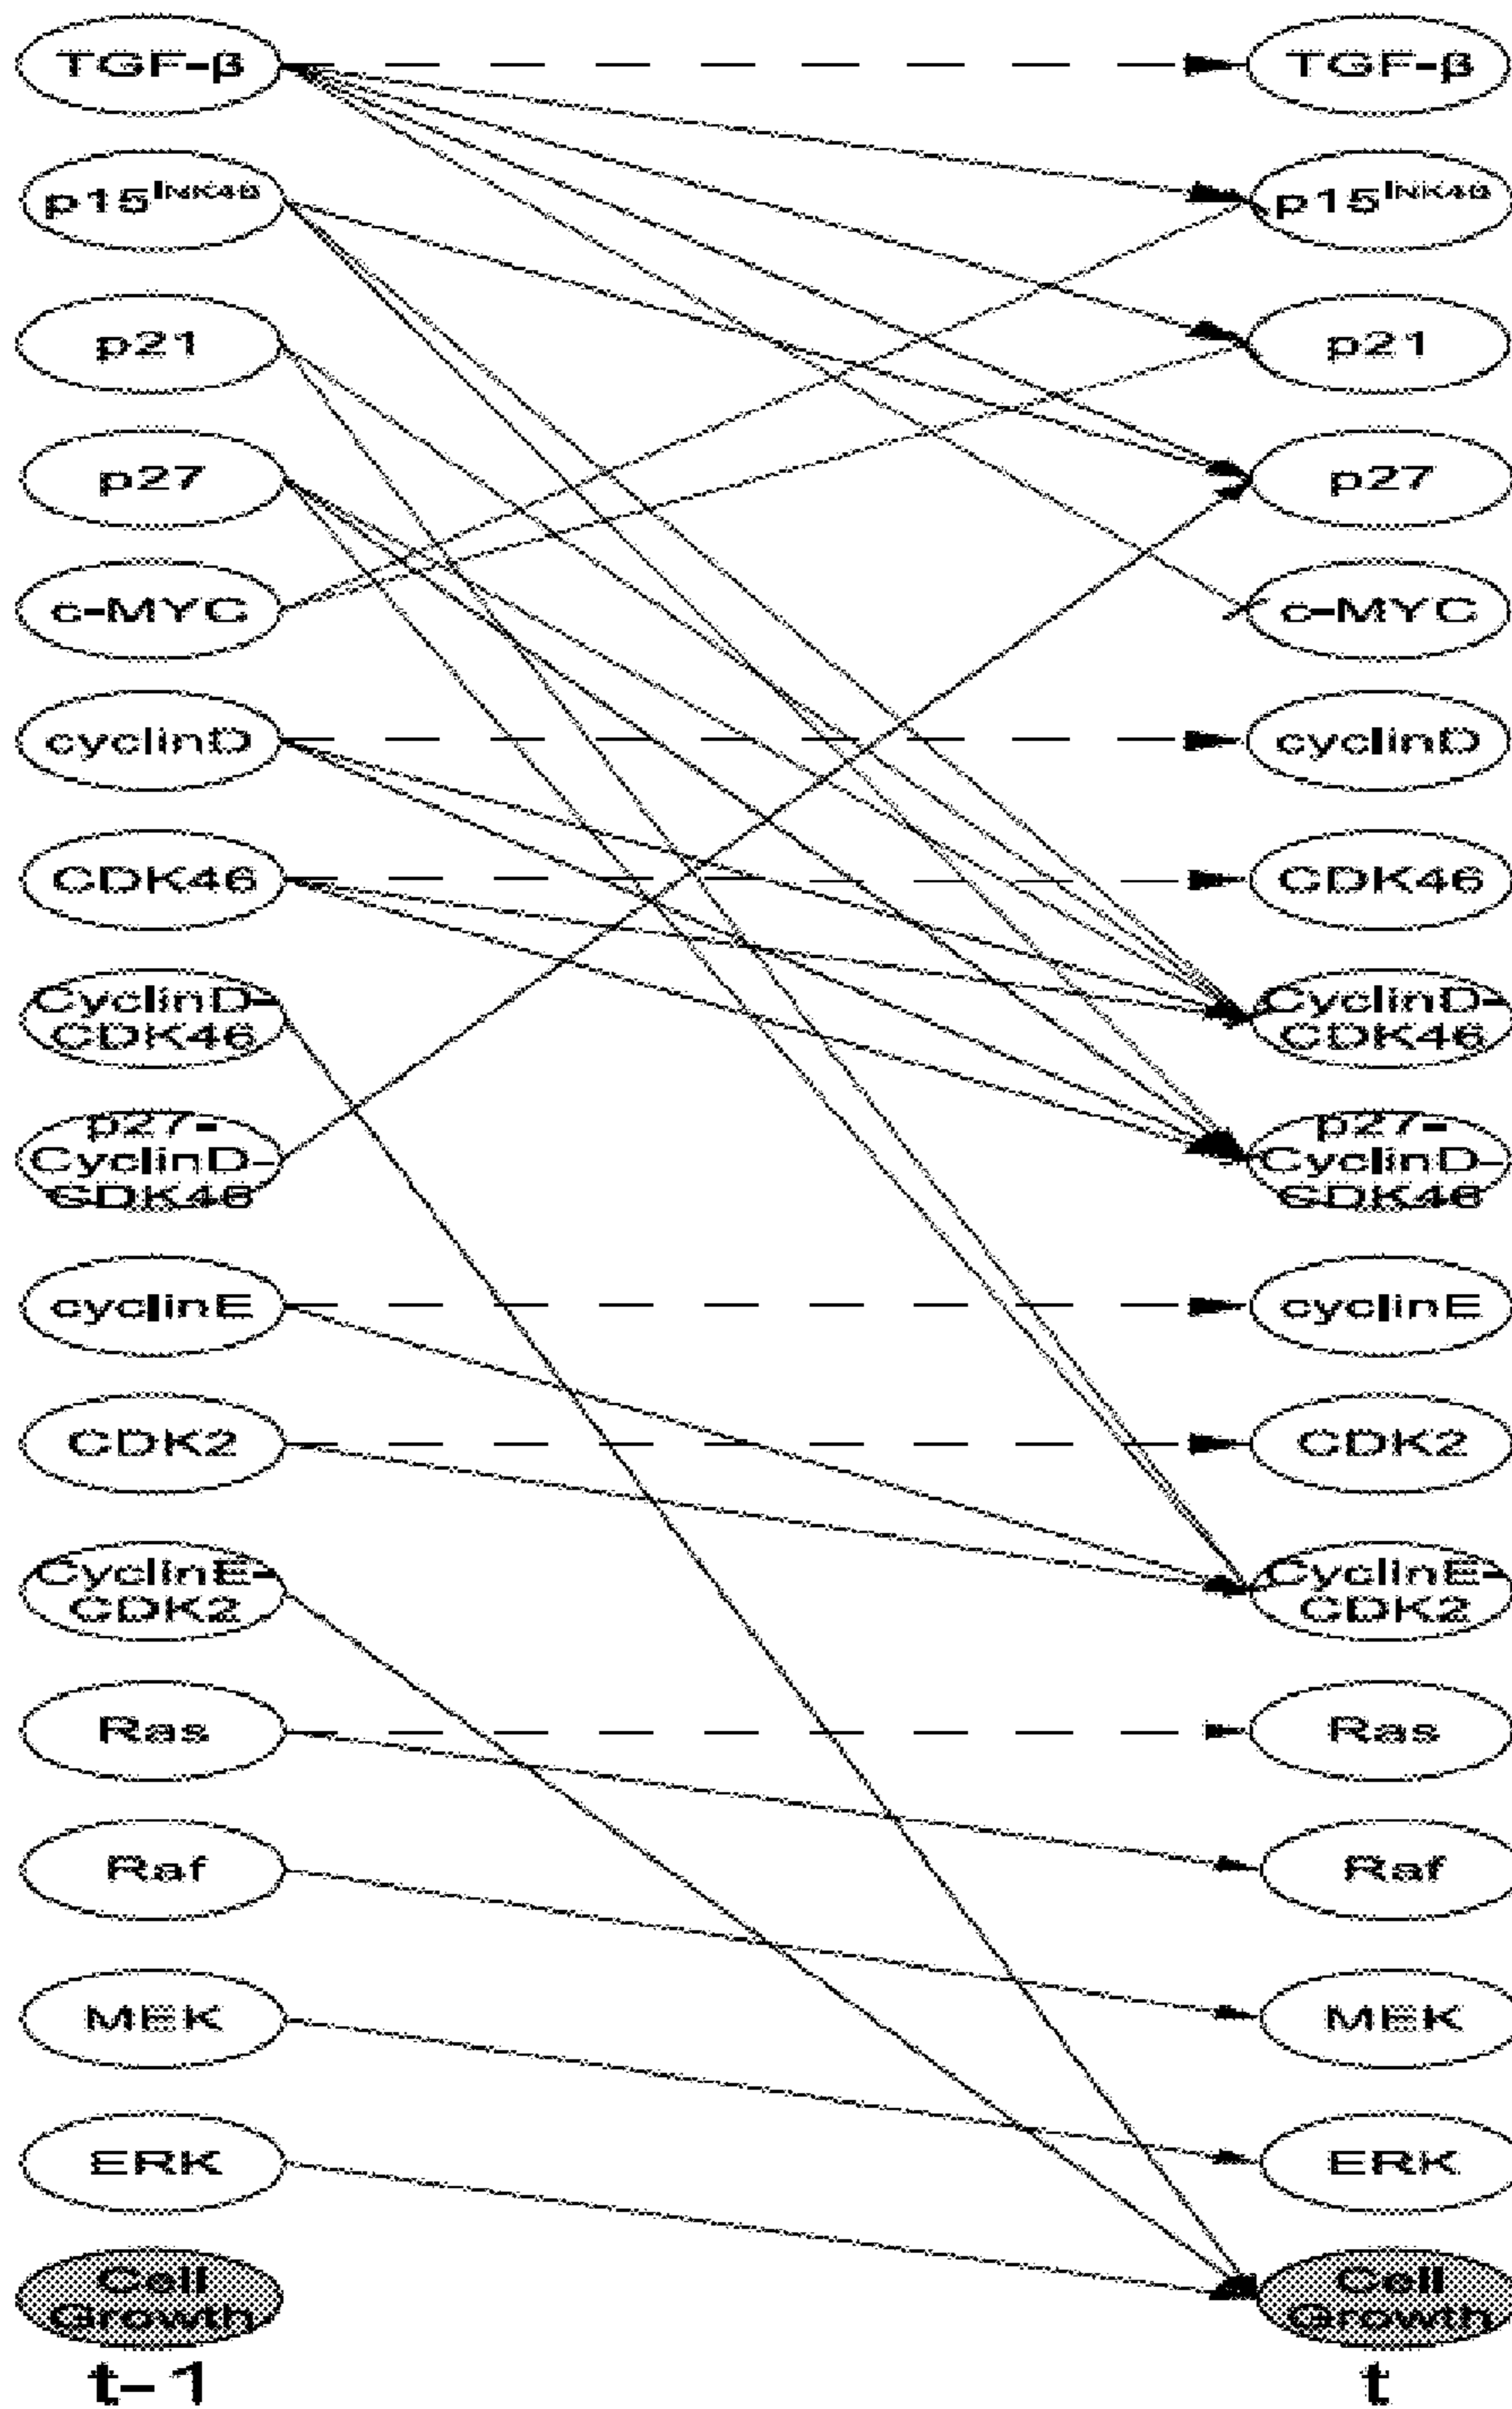 TGF-β
TGF-β
p15INK4B
p15INK4B
p21
p21
p27
p27
c-MYC
c-MYC
cyclinD
cyclinD
CDK46
CDK46
CyclinD-
CDK46
CyclinD-
CDK46
p27-
CyclinD-
CDK46
p27-
CyclinD-
CDK46
cyclinE
cyclinE
CDK2
CDK2
CyclinE-
CDK2
CyclinE-
CDK2
Ras
Ras
Raf
Raf
MEK
MEK
ERK
ERK
Cell
Growth
Cell
Growth
t-1
t